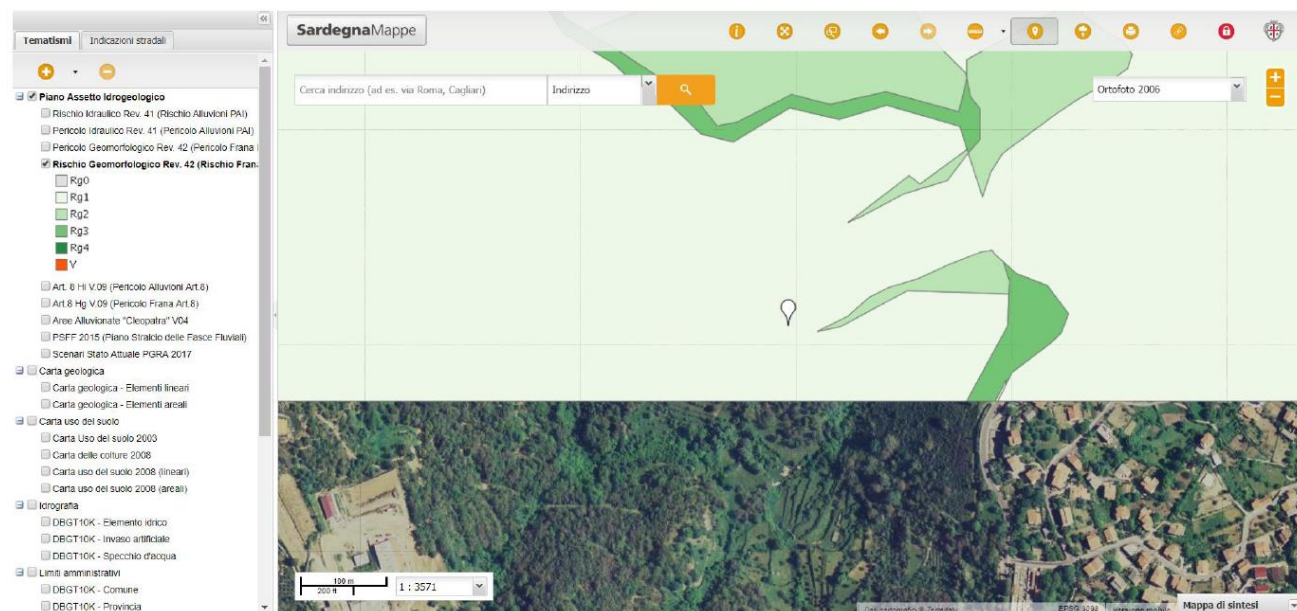 Tematismi
Indicazioni stradali
Piano Assetto Idrogeologico
Rischio Idraulico Rev. 41 (Rischio Alluvioni PAI)
Pericolo Idraulico Rev. 41 (Pericolo Alluvioni PAI)
Pericolo Geomorfologico Rev. 42 (Pericolo Frana
Rischio Geomorfologico Rev. 42 (Rischio Fran
Rg0
Rg1
Rg2
Rg3
Rg4
V
Art. 8 Hi V.09 (Pericolo Alluvioni Art.8)
Art.8 Hg V.09 (Pericolo Frana Art.8)
Aree Alluvionate "Cleopatra" V04
PSFF 2015 (Piano Stralcio delle Fasce Fluviali)
Scenari Stato Attuale PGRA 2017
Carta geologica
Carta geologica - Elementi lineari
Carta geologica - Elementi areali
Carta uso del suolo
Carta Uso del suolo 2003
Carta delle colture 2008
Carta uso del suolo 2008 (lineari)
Carta uso del suolo 2008 (areali)
Idrografia
DBGT10K - Elemento idrico
DBGT10K - Invaso artificiale
DBGT10K - Specchio d'acqua
Limiti amministrativi
DBGT10K - Comune
DBGT10K - Provincia
SardegnaMappe
Cerca indirizzo (ad es. via Roma, Cagliari)
Indirizzo
Ortofoto 2006
100 m
200 ft
1 : 3571
Mappa di sintesi